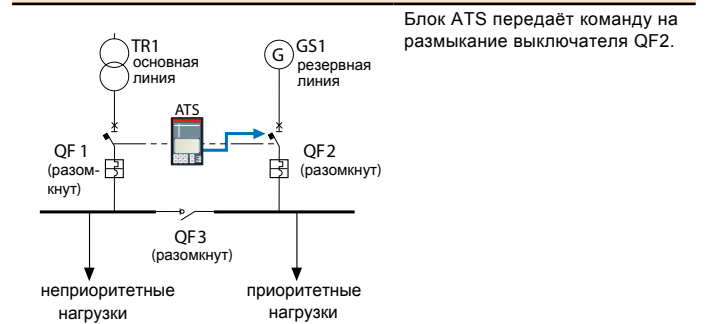 Блок ATS передаёт команду на
размыкание выключателя QF2.
TR1
основная
линия
G
GS1
резервная
линия
ATS
QF 1
(разом-
кнут)
QF2
(разомкнут)
QF3
(разомкнут)
неприоритетные
нагрузки
приоритетные
нагрузки